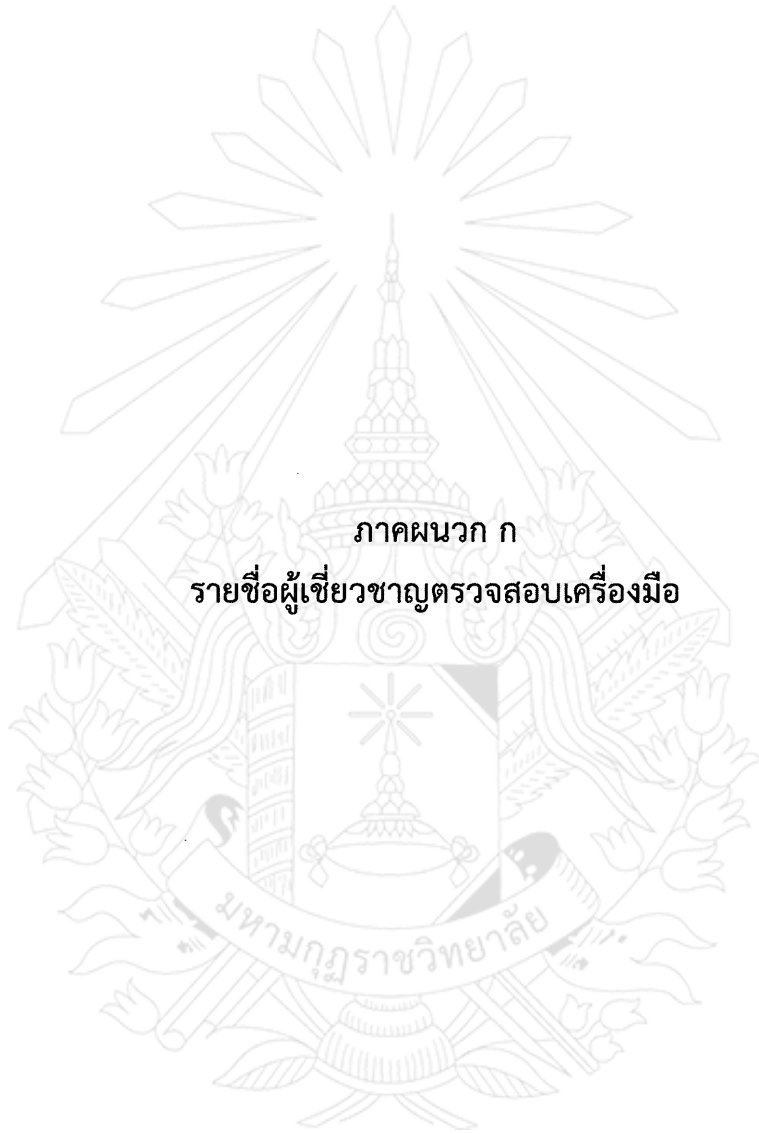 ภาคผนวก ก
รายชื่อผู้เชี่ยวชาญตรวจสอบเครื่องมือ
มหามกุฏราชวิทยาลัย